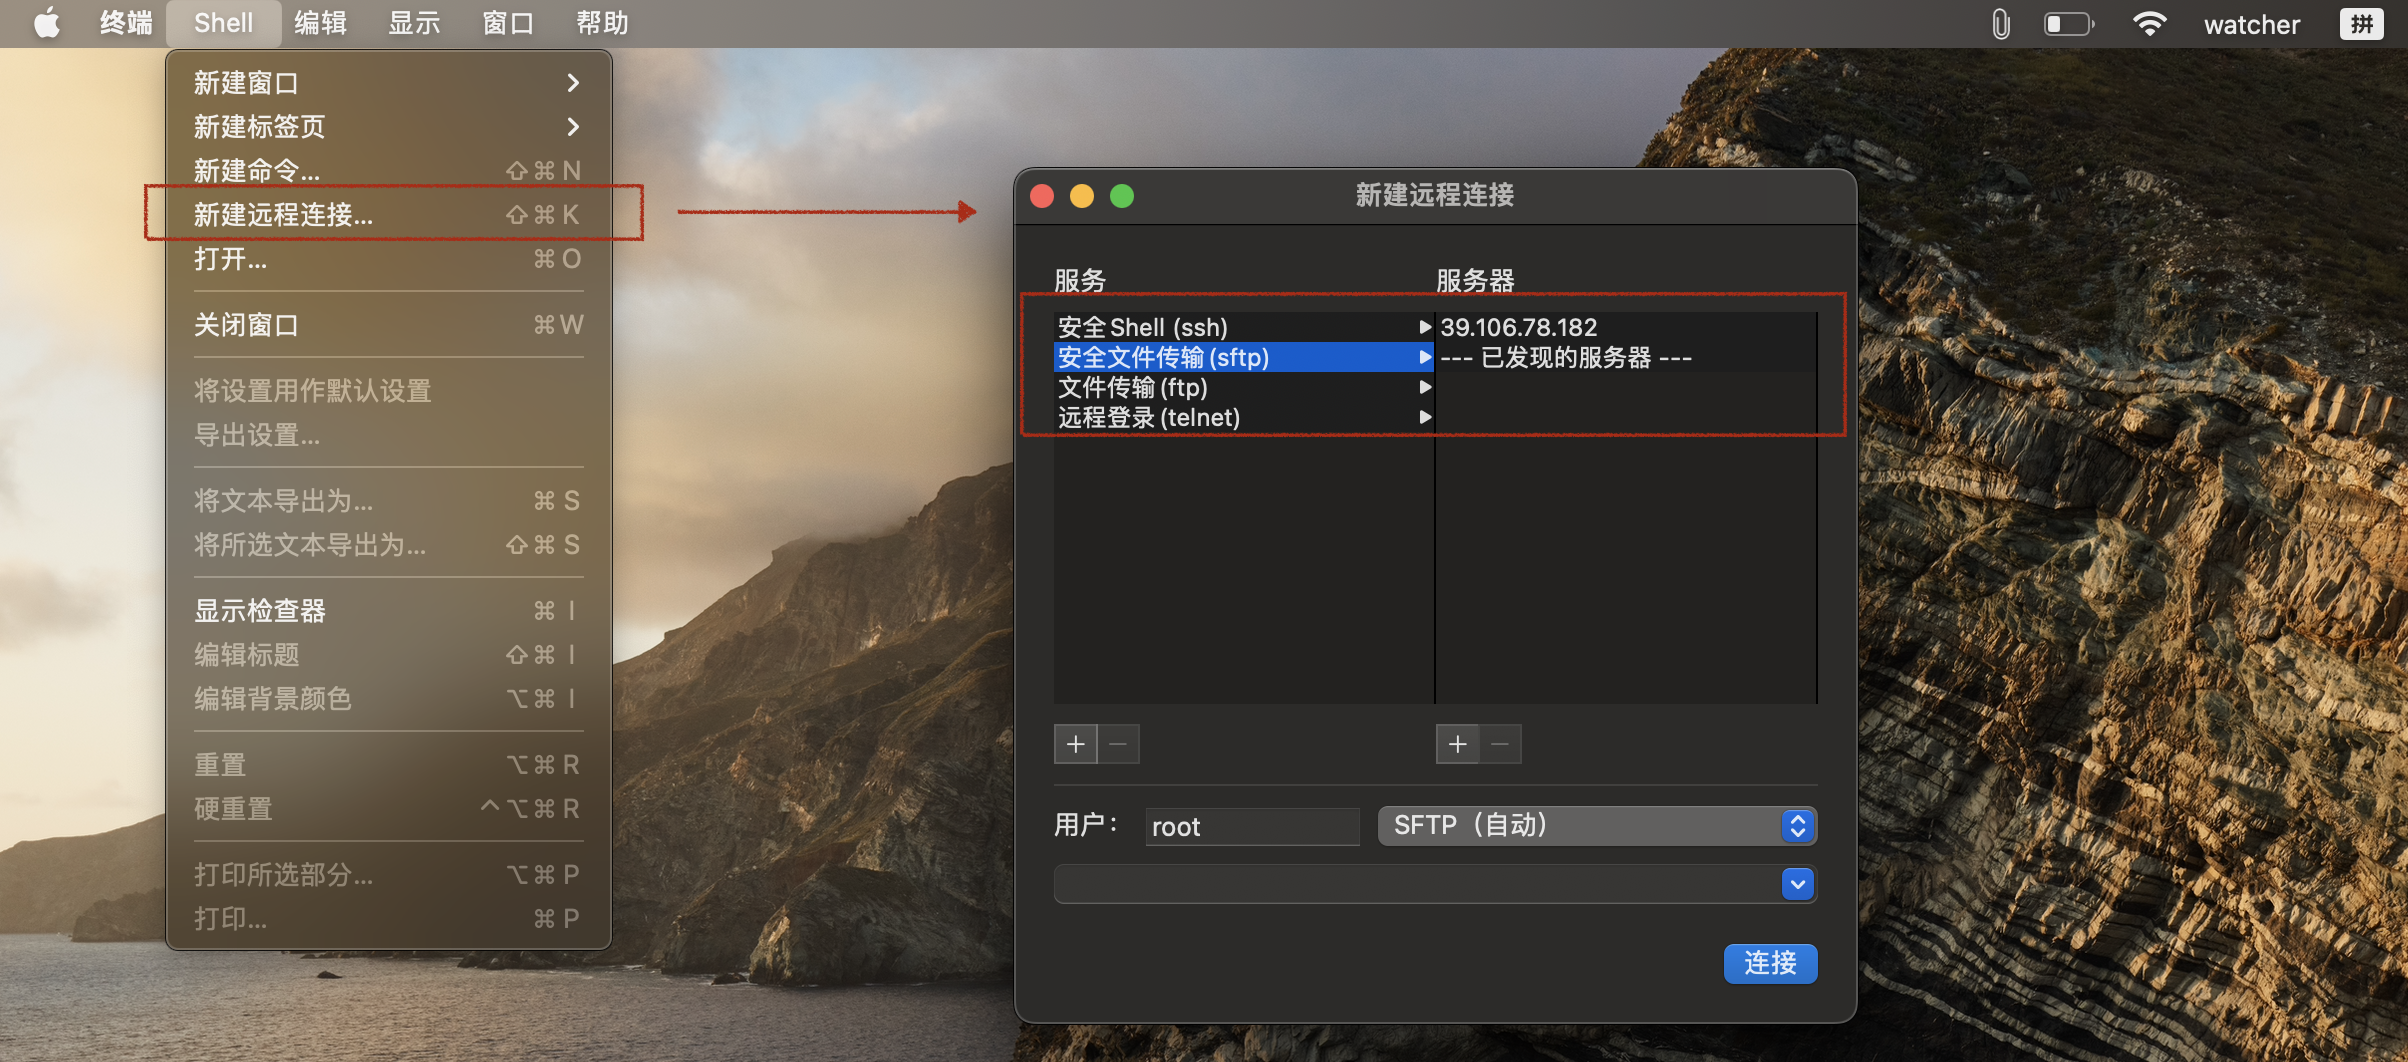 终端 Shell 编辑 显示 窗口 帮助 watcher 拼
新建窗口
新建标签页
新建命令... ⇧⌘N
新建远程连接... ⇧⌘K
打开... ⌘O
关闭窗口 ⌘W
将设置用作默认设置
导出设置...
将文本导出为... ⌘S
将所选文本导出为... ⇧⌘S
显示检查器 ⌘I
编辑标题 ⇧⌘I
编辑背景颜色 ⌥⌘I
重置 ⌥⌘R
硬重置 ^⌥⌘R
打印所选部分... ⌥⌘P
打印... ⌘P
新建远程连接
服务 服务器
安全 Shell (ssh) 39.106.78.182
安全文件传输 (sftp) --- 已发现的服务器 ---
文件传输 (ftp)
远程登录 (telnet)
用户： root SFTP（自动）
连接